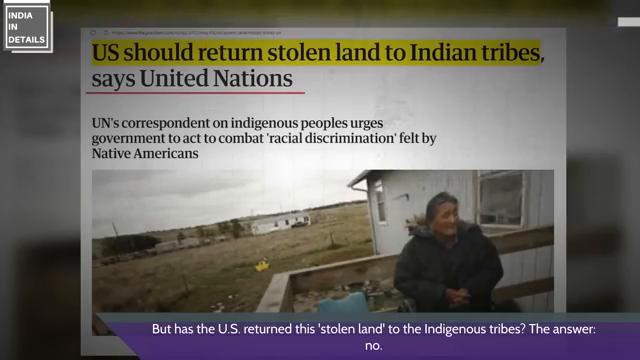 INDIA
IN
DETAILS
US should return stolen land to Indian tribes,
says United Nations
UN's correspondent on indigenous peoples urges
government to act to combat 'racial discrimination' felt by
Native Americans
But has the U.S. returned this 'stolen land' to the Indigenous tribes? The answer:
no.